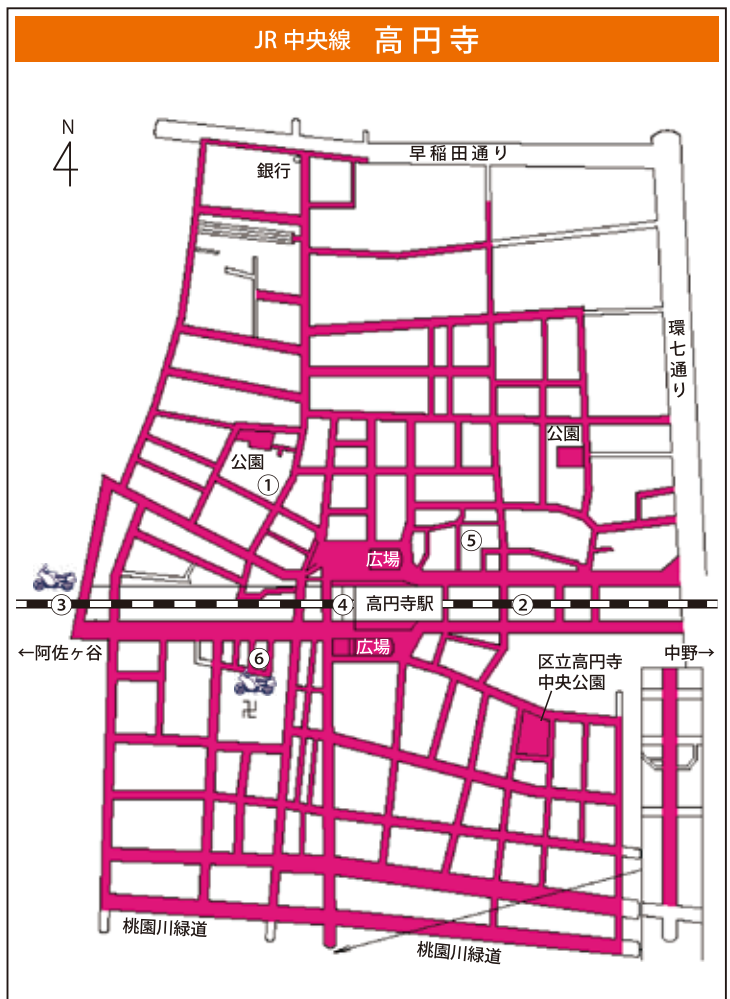 JR 中央線 高円寺
N
早稲田通り
銀行
環七通り
公園
公園
①
⑤
広場
③
④
高円寺駅
②
←阿佐ヶ谷
広場
中野→
⑥
区立高円寺
中央公園
卍
桃園川緑道
桃園川緑道